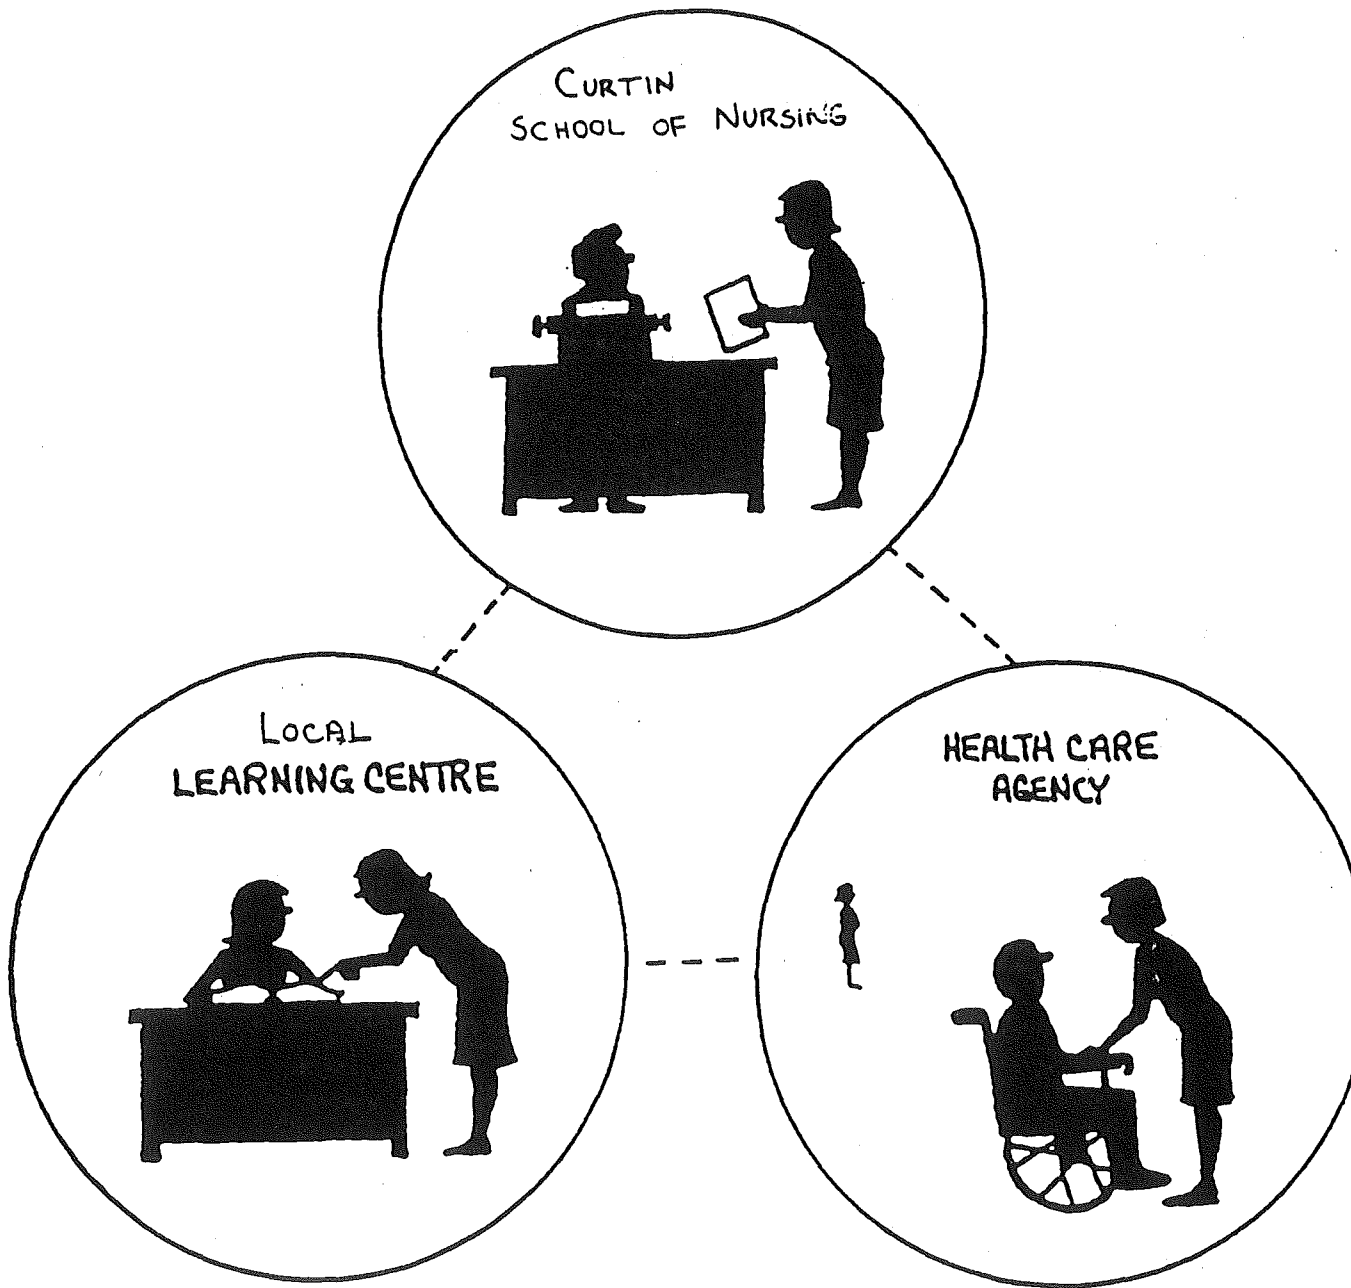 CURTIN
SCHOOL OF NURSING
LOCAL
LEARNING CENTRE
HEALTH CARE
AGENCY